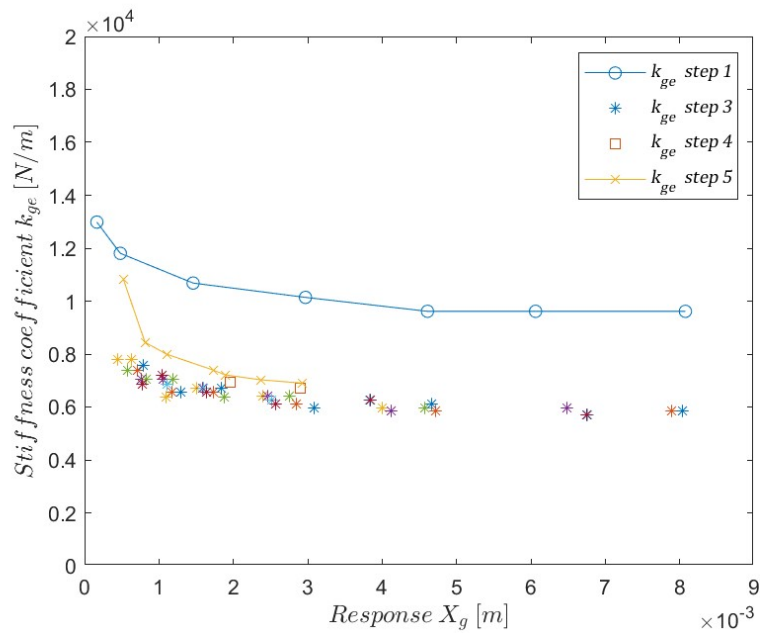 ×10⁴
2
1.8
1.6
1.4
1.2
1
0.8
0.6
0.4
0.2
0
Stiffness coefficient k_ge [N/m]
k_ge step 1
k_ge step 3
k_ge step 4
k_ge step 5
0 1 2 3 4 5 6 7 8 9
Response X_g [m]
×10⁻³